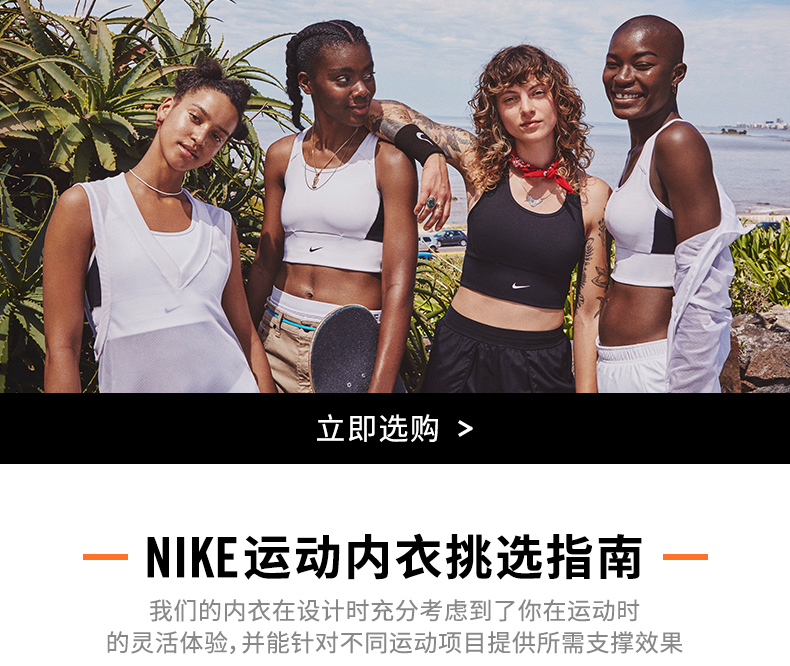 立即选购 >
NIKE运动内衣挑选指南
我们的内衣在设计时充分考虑到了你在运动时
的灵活体验,并能针对不同运动项目提供所需支撑效果